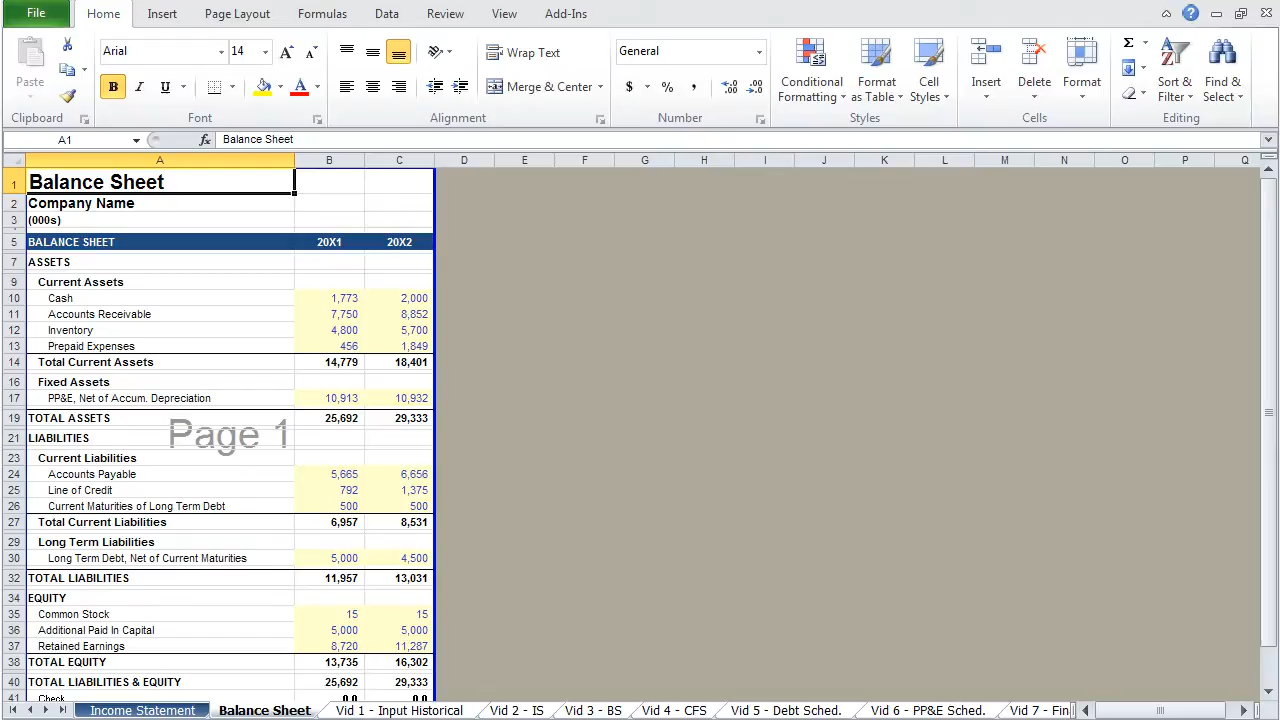 File Home Insert Page Layout Formulas Data Review View Add-Ins
Arial 14 Wrap Text General
Paste B I U Merge & Center $ % , Conditional Formatting Format as Table Cell Styles Insert Delete Format Sort & Filter Find & Select
Clipboard Font Alignment Number Styles Cells Editing
A1 fx Balance Sheet
A B C D E F G H I J K L M N O P Q
1 Balance Sheet
2 Company Name
3 (000s)
5 BALANCE SHEET 20X1 20X2
7 ASSETS
9 Current Assets
10 Cash 1,773 2,000
11 Accounts Receivable 7,750 8,852
12 Inventory 4,800 5,700
13 Prepaid Expenses 456 1,849
14 Total Current Assets 14,779 18,401
16 Fixed Assets
17 PP&E, Net of Accum. Depreciation 10,913 10,932
19 TOTAL ASSETS 25,692 29,333
Page 1
21 LIABILITIES
23 Current Liabilities
24 Accounts Payable 5,665 6,656
25 Line of Credit 792 1,375
26 Current Maturities of Long Term Debt 500 500
27 Total Current Liabilities 6,957 8,531
29 Long Term Liabilities
30 Long Term Debt, Net of Current Maturities 5,000 4,500
32 TOTAL LIABILITIES 11,957 13,031
34 EQUITY
35 Common Stock 15 15
36 Additional Paid In Capital 5,000 5,000
37 Retained Earnings 8,720 11,287
38 TOTAL EQUITY 13,735 16,302
40 TOTAL LIABILITIES & EQUITY 25,692 29,333
41 Check 0.0 0.0
Income Statement Balance Sheet Vid 1 - Input Historical Vid 2 - IS Vid 3 - BS Vid 4 - CFS Vid 5 - Debt Sched. Vid 6 - PP&E Sched. Vid 7 - Fin